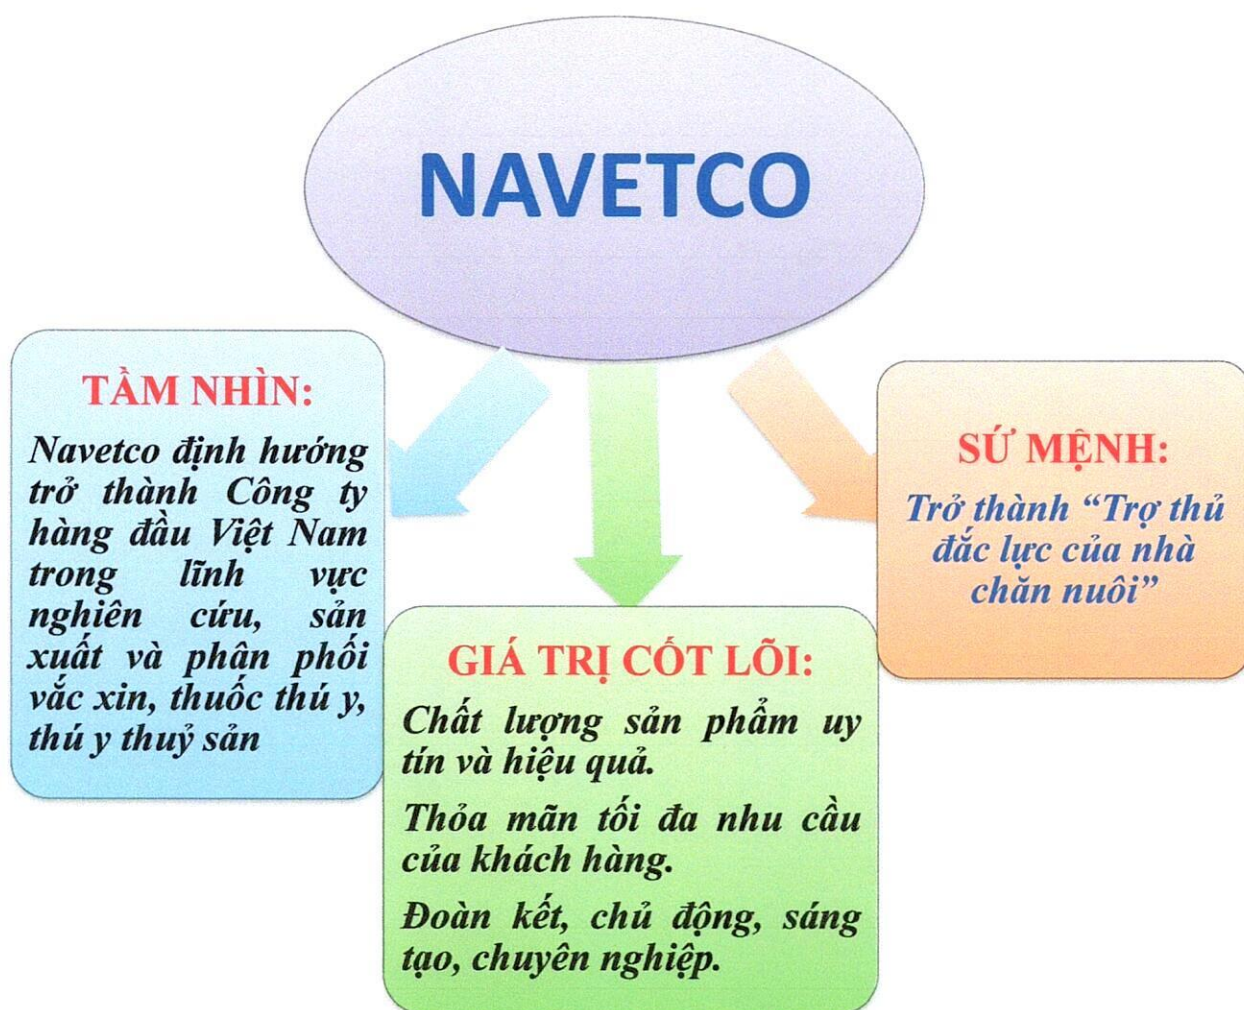 NAVETCO
TẦM NHÌN:
Navetco định hướng
trở thành Công ty
hàng đầu Việt Nam
trong lĩnh vực
nghiên cứu, sản
xuất và phân phối
vắc xin, thuốc thú y,
thú y thuỷ sản
GIÁ TRỊ CỐT LÕI:
Chất lượng sản phẩm uy
tín và hiệu quả.
Thỏa mãn tối đa nhu cầu
của khách hàng.
Đoàn kết, chủ động, sáng
tạo, chuyên nghiệp.
SỨ MỆNH:
Trở thành “Trợ thủ
đắc lực của nhà
chăn nuôi”